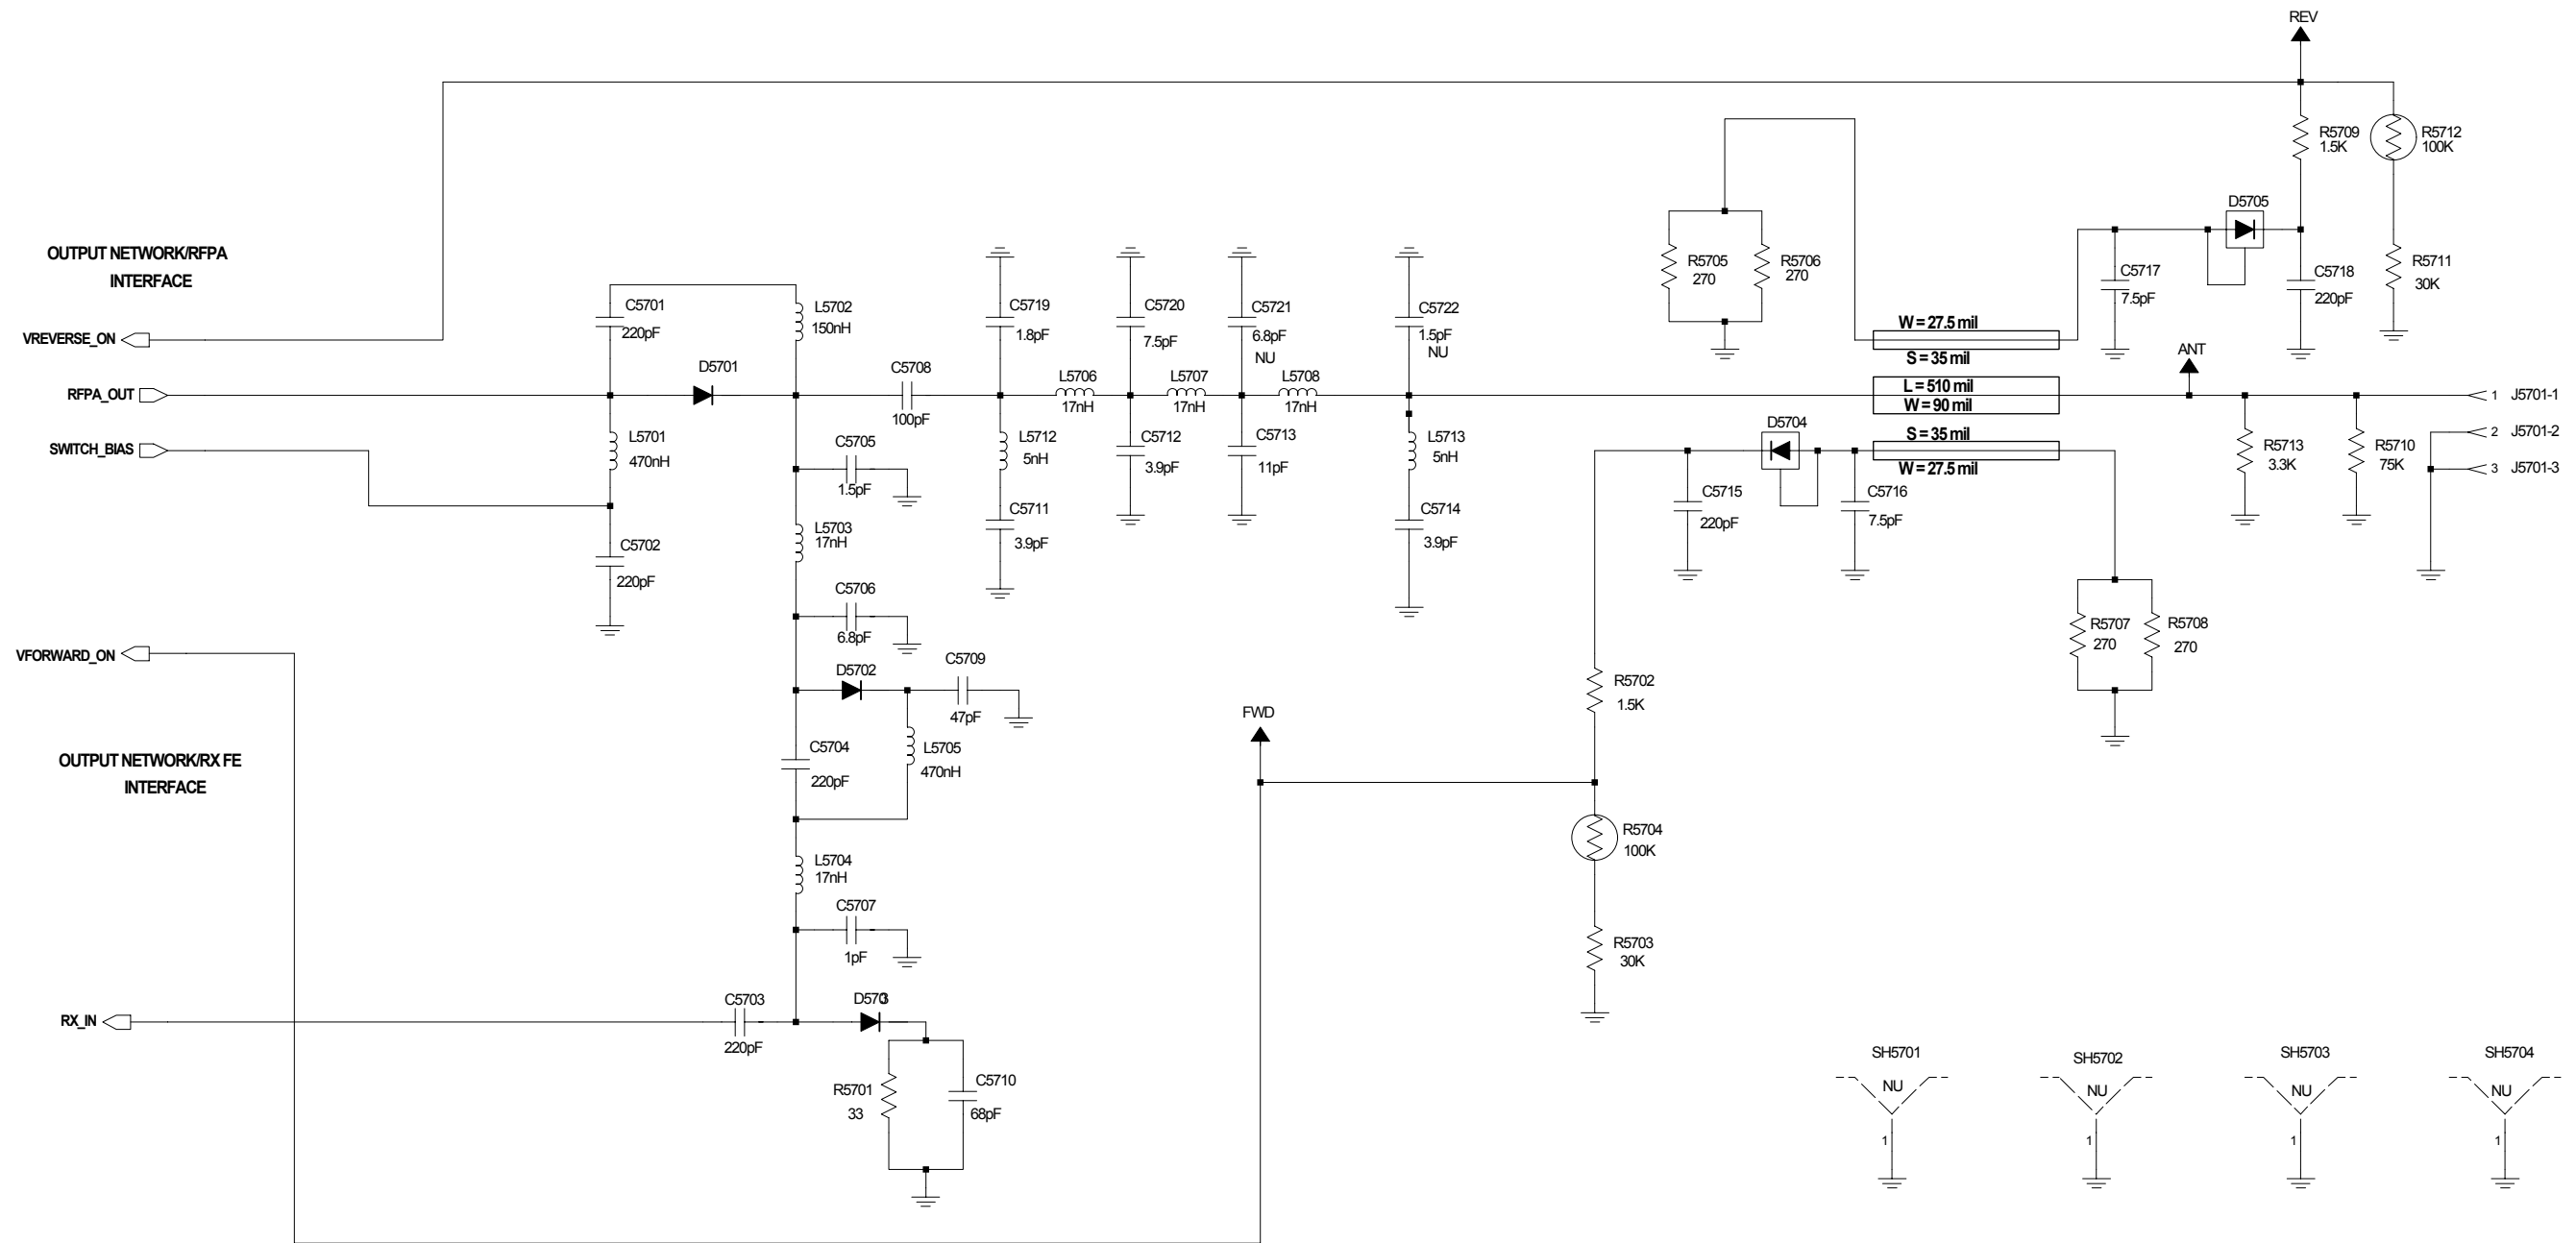 REV
R5709
1.5K
R5712
100K
D5705
R5711
30K
C5717
7.5pF
C5718
220pF
R5705
270
R5706
270
OUTPUT NETWORK/RFPA
INTERFACE
VREVERSE_ON
RFPA_OUT
SWITCH_BIAS
C5701
220pF
L5702
150nH
D5701
C5708
100pF
C5719
1.8pF
C5720
7.5pF
C5721
6.8pF
NU
C5722
1.5pF
NU
L5706
17nH
L5707
17nH
L5708
17nH
W = 27.5 mil
S = 35 mil
L = 510 mil
W = 90 mil
S = 35 mil
W = 27.5 mil
ANT
1 J5701-1
2 J5701-2
3 J5701-3
R5713
3.3K
R5710
75K
L5701
470nH
C5705
1.5pF
L5712
5nH
C5712
3.9pF
C5713
11pF
L5713
5nH
D5704
C5715
220pF
C5716
7.5pF
C5702
220pF
L5703
17nH
C5711
3.9pF
C5714
3.9pF
C5706
6.8pF
R5707
270
R5708
270
VFORWARD_ON
D5702
C5709
47pF
R5702
1.5K
FWD
OUTPUT NETWORK/RX FE
INTERFACE
C5704
220pF
L5705
470nH
R5704
100K
L5704
17nH
C5707
1pF
R5703
30K
RX_IN
C5703
220pF
D5703
R5701
33
C5710
68pF
SH5701
NU
1
SH5702
NU
1
SH5703
NU
1
SH5704
NU
1